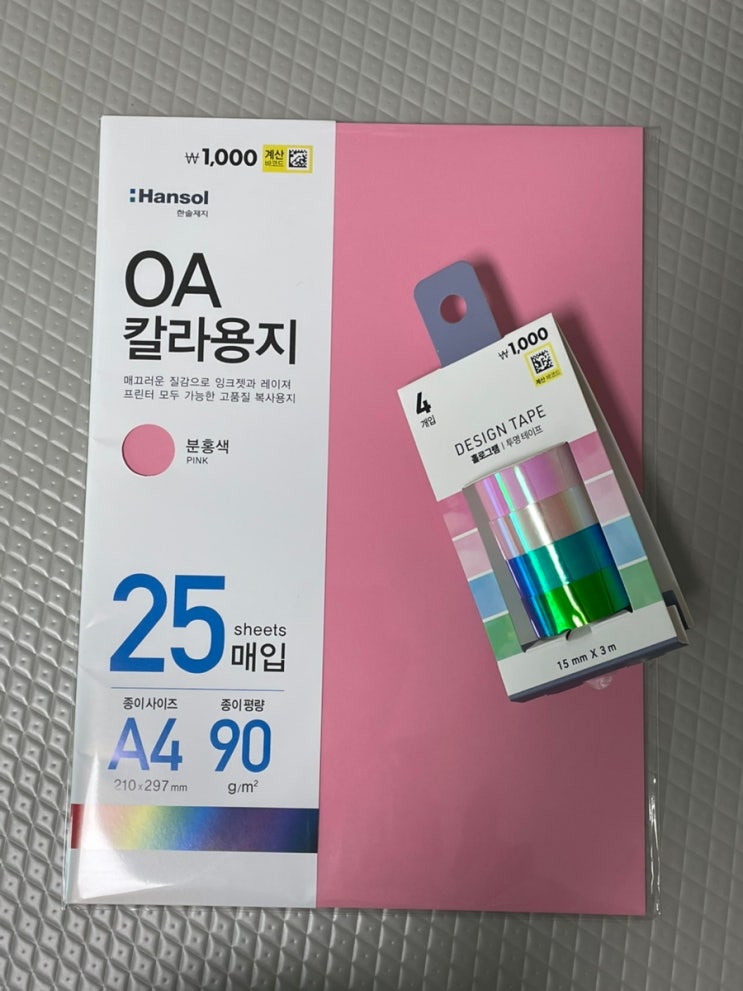 ₩1,000 계산
바코드
Hansol
한솔제지
OA
칼라용지
매끄러운 질감으로 잉크젯과 레이저
프린터 모두 가능한 고품질 복사용지
분홍색
PINK
25 sheets
매입
종이사이즈
A4
210x297mm
종이평량
90
g/m²
₩1,000
계산 바코드
4
개입
DESIGN TAPE
홀로그램 | 투명 테이프
15 mm X 3 m